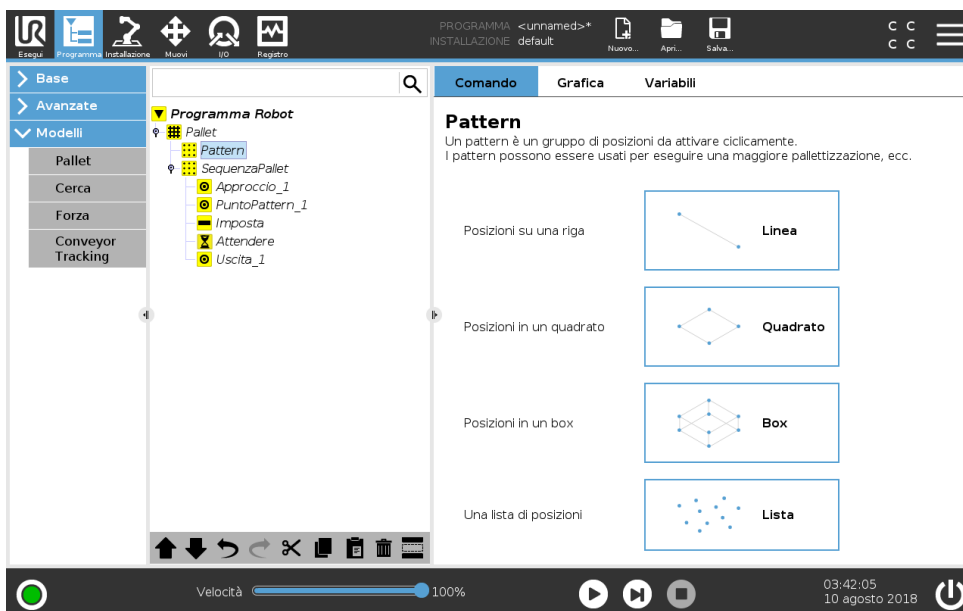 UR
Esegui
Programma
Installazione
Muovi
I/O
Registro
PROGRAMMA <unnamed>*
INSTALLAZIONE default
Nuovo...
Apri...
Salva...
C C
C C
Base
Avanzate
Modelli
Pallet
Cerca
Forza
Conveyor
Tracking
Programma Robot
Pallet
Pattern
SequenzaPallet
Approccio_1
PuntoPattern_1
Imposta
Attendere
Uscita_1
Comando
Grafica
Variabili
Pattern
Un pattern è un gruppo di posizioni da attivare ciclicamente.
I pattern possono essere usati per eseguire una maggiore pallettizzazione, ecc.
Posizioni su una riga
Linea
Posizioni in un quadrato
Quadrato
Posizioni in un box
Box
Una lista di posizioni
Lista
Velocità
100%
03:42:05
10 agosto 2018